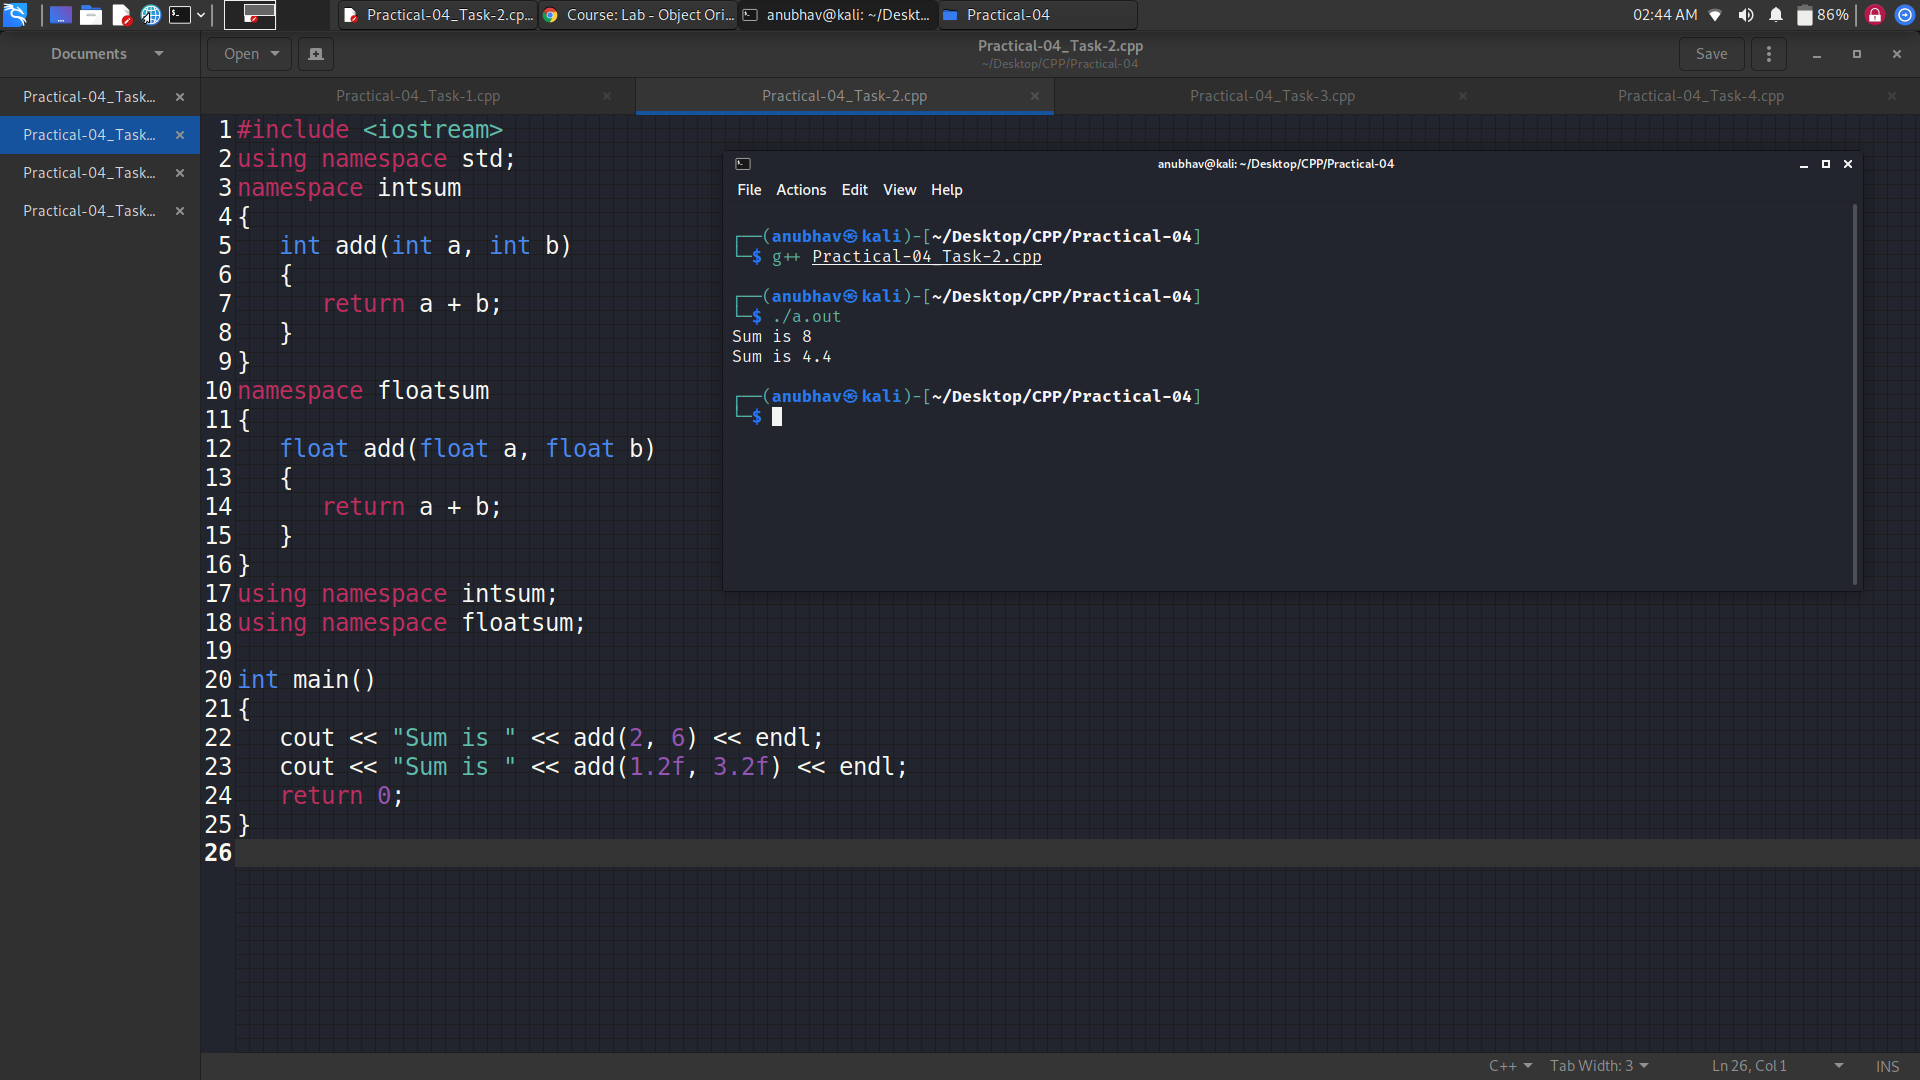 Practical-04_Task-2.cp...
Course: Lab - Object Ori...
anubhav@kali: ~/Deskt...
Practical-04
02:44 AM
86%
Documents
Open
Practical-04_Task-2.cpp
~/Desktop/CPP/Practical-04
Save
Practical-04_Task...
Practical-04_Task...
Practical-04_Task...
Practical-04_Task...
Practical-04_Task-1.cpp
Practical-04_Task-2.cpp
Practical-04_Task-3.cpp
Practical-04_Task-4.cpp
1 #include <iostream>
2 using namespace std;
3 namespace intsum
4 {
5    int add(int a, int b)
6    {
7       return a + b;
8    }
9 }
10 namespace floatsum
11 {
12    float add(float a, float b)
13    {
14       return a + b;
15    }
16 }
17 using namespace intsum;
18 using namespace floatsum;
19
20 int main()
21 {
22    cout << "Sum is " << add(2, 6) << endl;
23    cout << "Sum is " << add(1.2f, 3.2f) << endl;
24    return 0;
25 }
26
anubhav@kali: ~/Desktop/CPP/Practical-04
File Actions Edit View Help
┌──(anubhav㉿kali)-[~/Desktop/CPP/Practical-04]
└─$ g++ Practical-04_Task-2.cpp
┌──(anubhav㉿kali)-[~/Desktop/CPP/Practical-04]
└─$ ./a.out
Sum is 8
Sum is 4.4
┌──(anubhav㉿kali)-[~/Desktop/CPP/Practical-04]
└─$
C++
Tab Width: 3
Ln 26, Col 1
INS